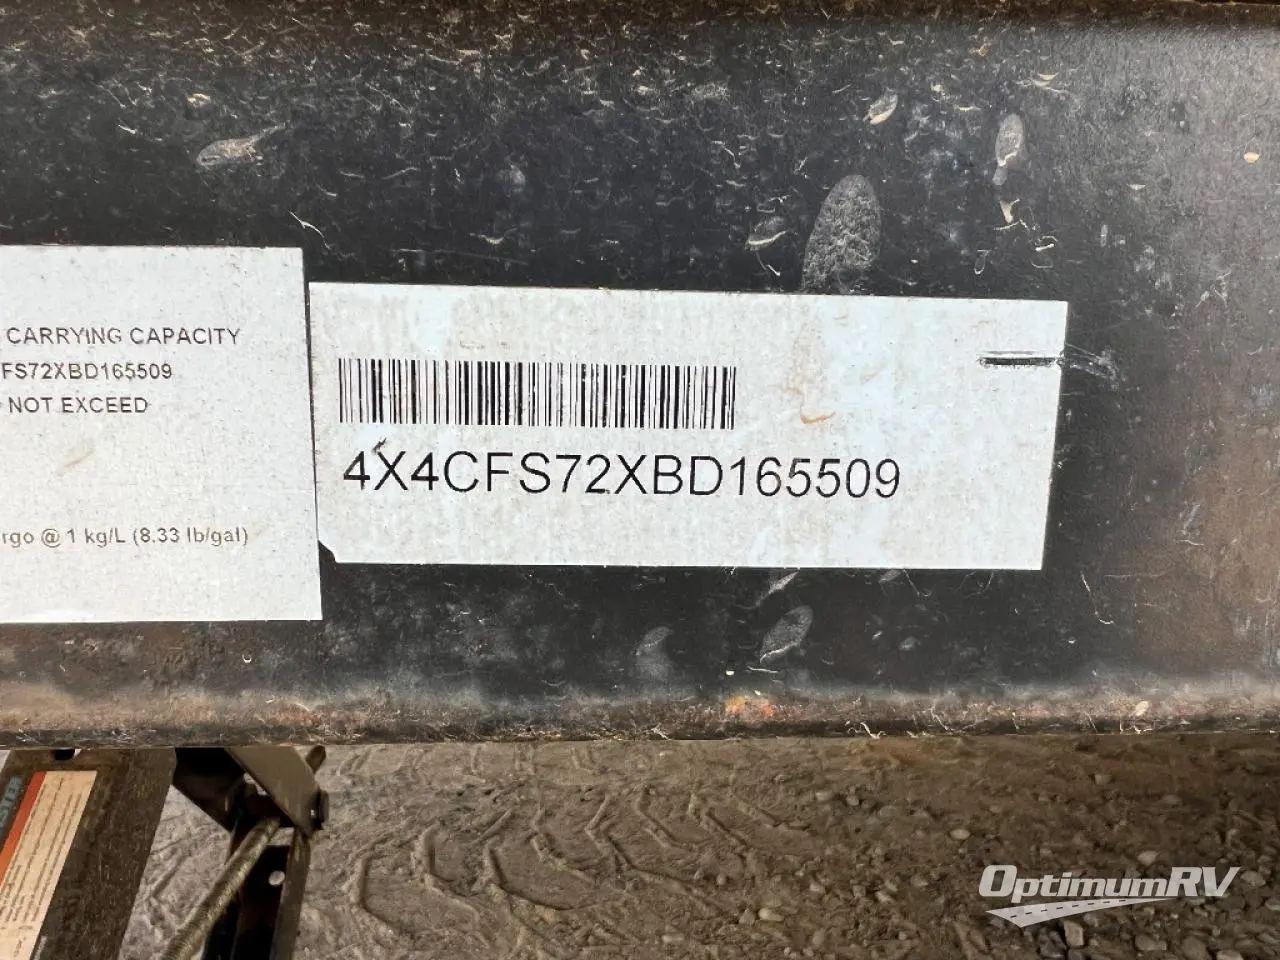 CARRYING CAPACITY
FS72XBD165509
NOT EXCEED
rgo @ 1 kg/L (8.33 lb/gal)
4X4CFS72XBD165509
OptimumRV